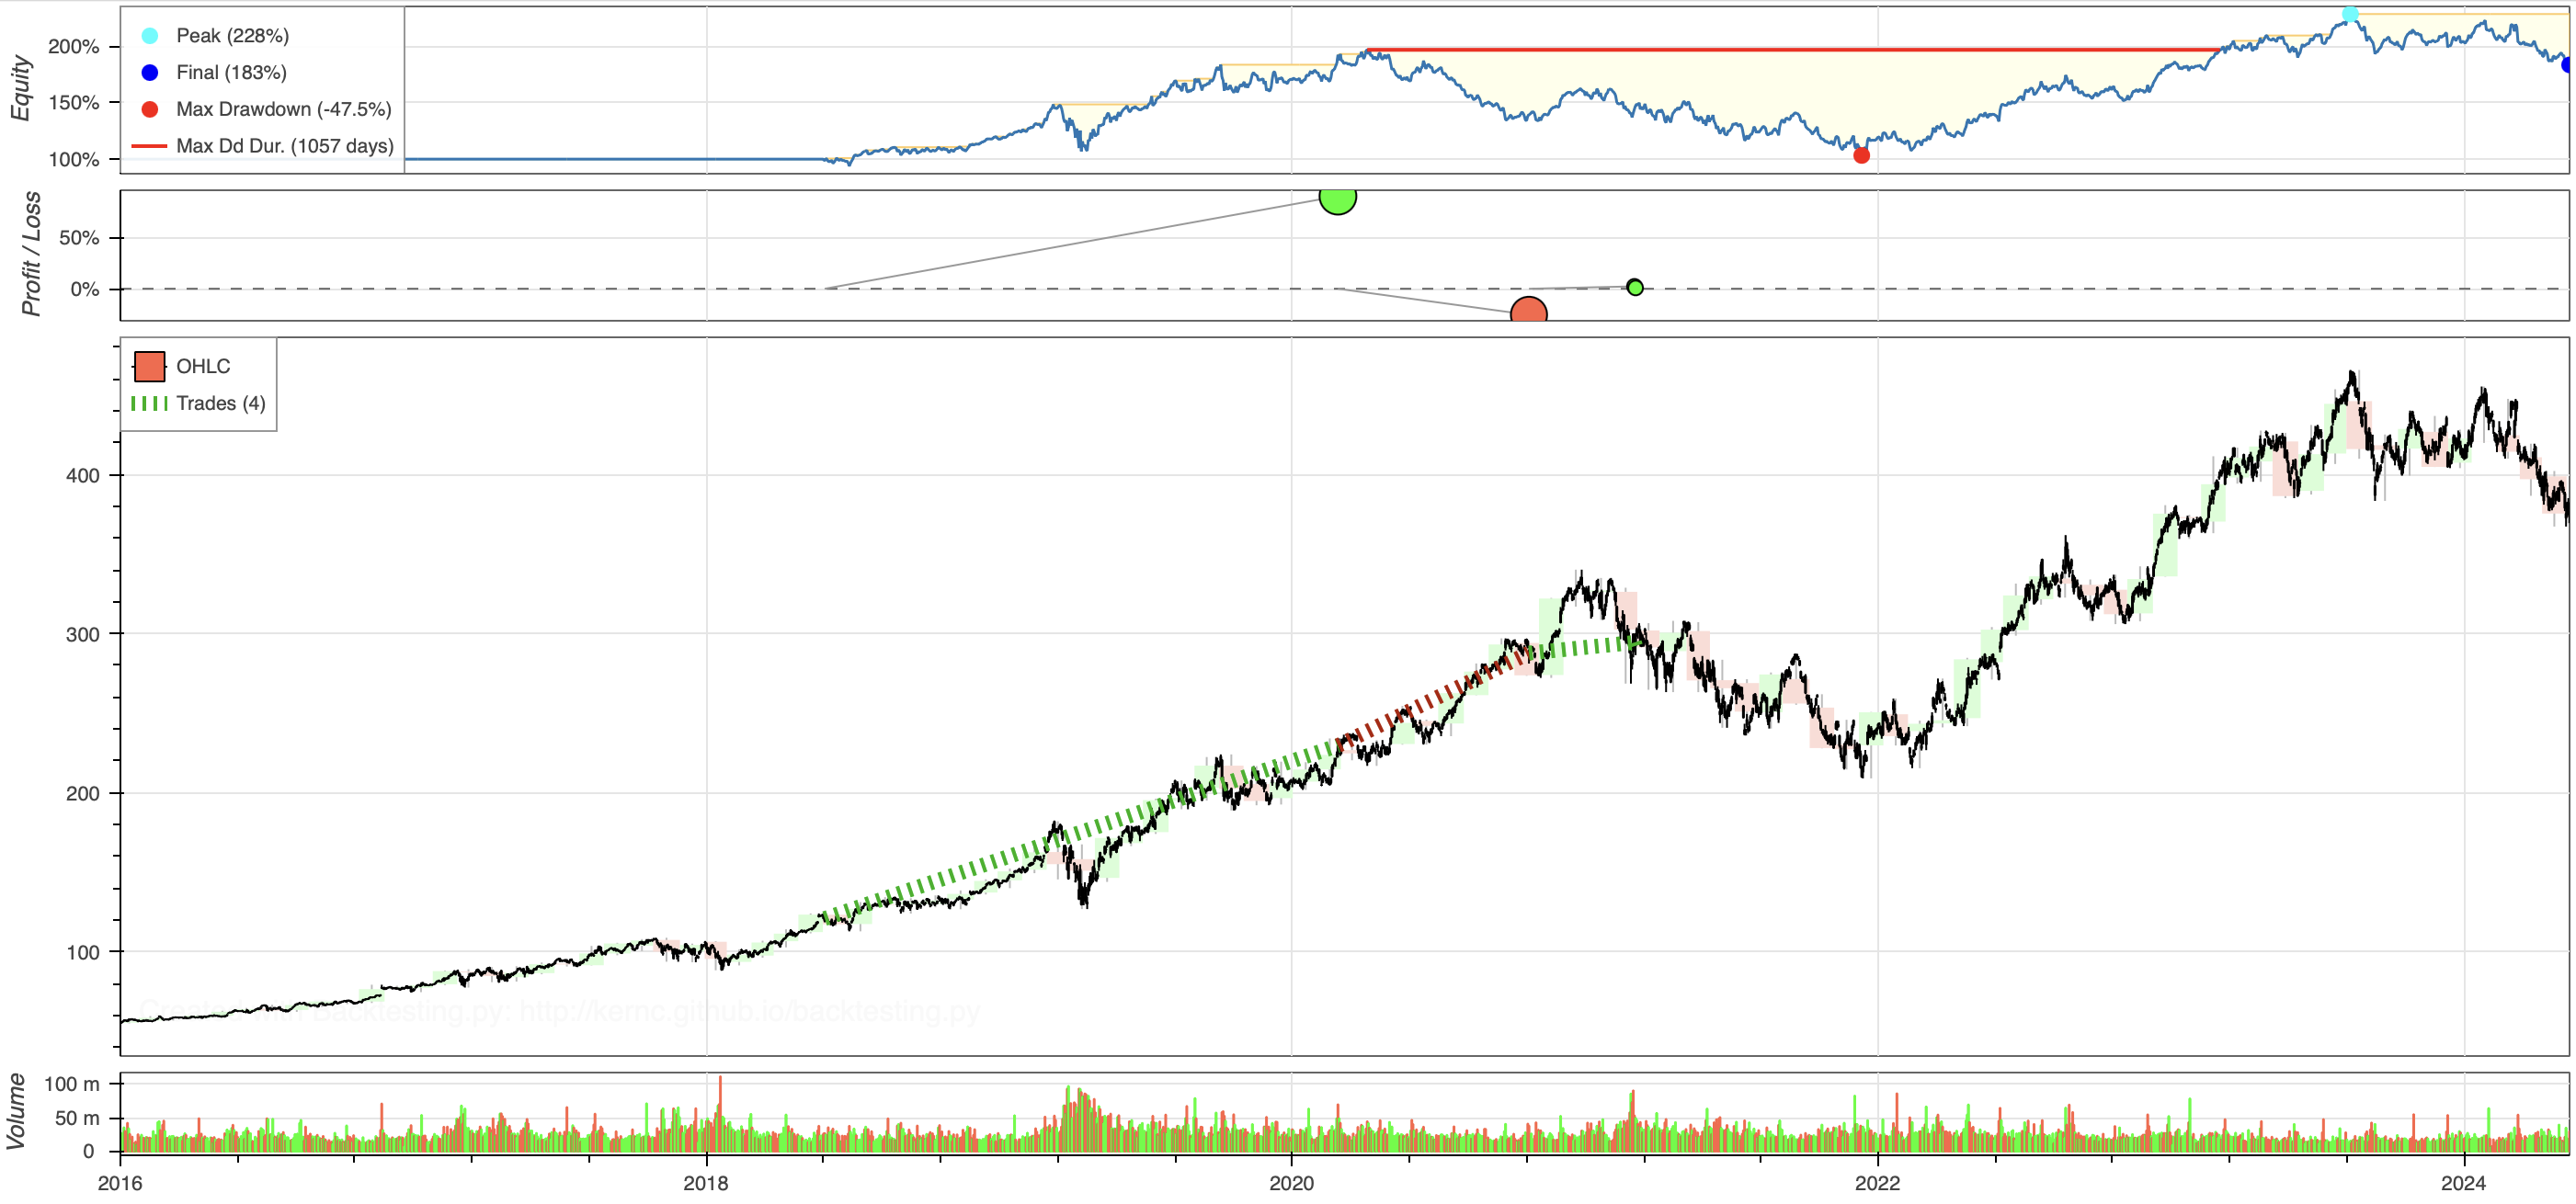 Equity
200%
150%
100%
Peak (228%)
Final (183%)
Max Drawdown (-47.5%)
Max Dd Dur. (1057 days)
Profit / Loss
50%
0%
OHLC
Trades (4)
400
300
200
100
Created Backtesting.py: http://kernc.github.io/backtesting.py
Volume
100 m
50 m
0
2016
2018
2020
2022
2024